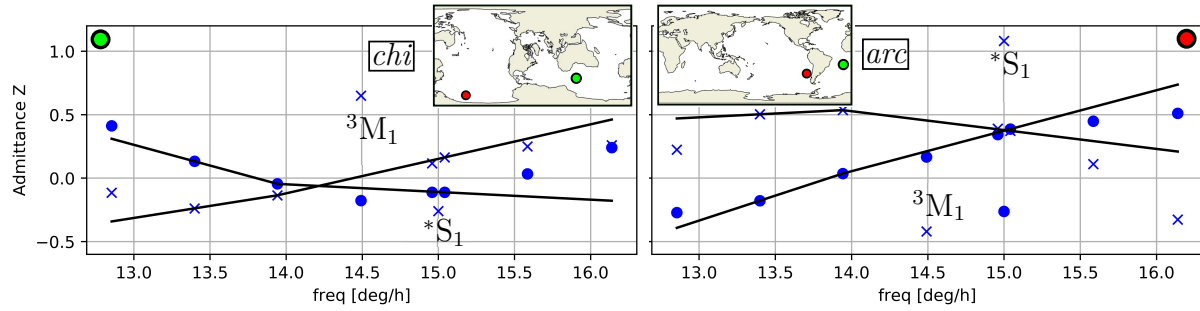 chi
arc
1.0
0.5
0.0
−0.5
Admittance Z
³M₁
*S₁
*S₁
³M₁
13.0 13.5 14.0 14.5 15.0 15.5 16.0
freq [deg/h]
13.0 13.5 14.0 14.5 15.0 15.5 16.0
freq [deg/h]